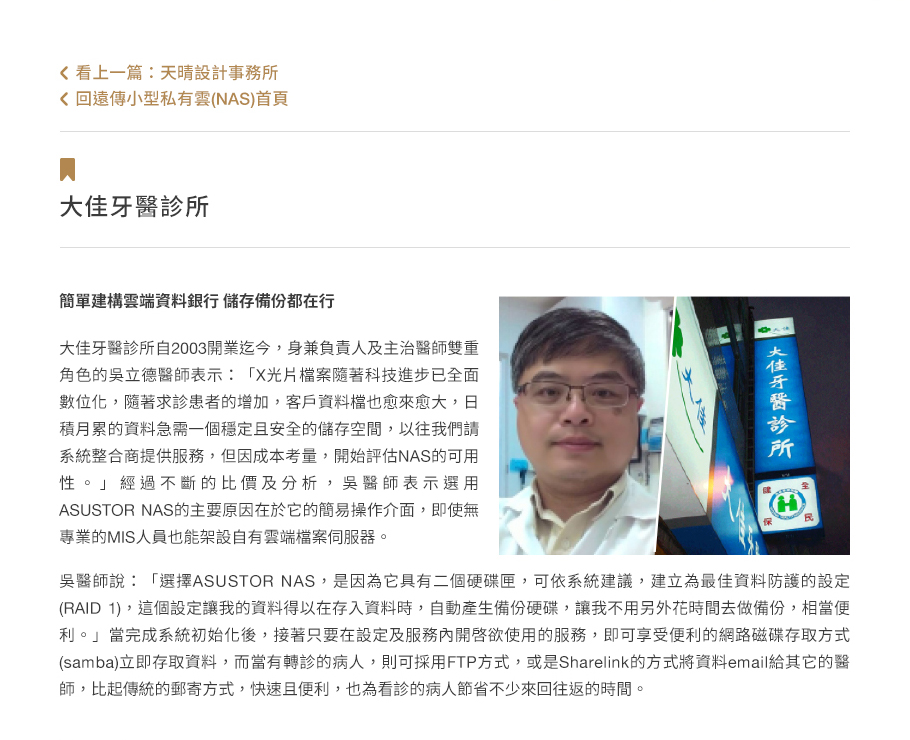 看上一篇：天晴設計事務所
回遠傳小型私有雲(NAS)首頁
大佳牙醫診所
簡單建構雲端資料銀行 儲存備份都在行
大佳牙醫診所自2003開業迄今，身兼負責人及主治醫師雙重
角色的吳立德醫師表示：「X光片檔案隨著科技進步已全面
數位化，隨著求診患者的增加，客戶資料檔也愈來愈大，日
積月累的資料急需一個穩定且安全的儲存空間，以往我們請
系統整合商提供服務，但因成本考量，開始評估NAS的可用
性。」經過不斷的比價及分析，吳醫師表示選用
ASUSTOR NAS的主要原因在於它的簡易操作介面，即使無
專業的MIS人員也能架設自有雲端檔案伺服器。
大佳
大佳牙醫診所
健 全
保 民
吳醫師說：「選擇ASUSTOR NAS，是因為它具有二個硬碟匣，可依系統建議，建立為最佳資料防護的設定
(RAID 1)，這個設定讓我的資料得以在存入資料時，自動產生備份硬碟，讓我不用另外花時間去做備份，相當便
利。」當完成系統初始化後，接著只要在設定及服務內開啓欲使用的服務，即可享受便利的網路磁碟存取方式
(samba)立即存取資料，而當有轉診的病人，則可採用FTP方式，或是Sharelink的方式將資料email給其它的醫
師，比起傳統的郵寄方式，快速且便利，也為看診的病人節省不少來回往返的時間。